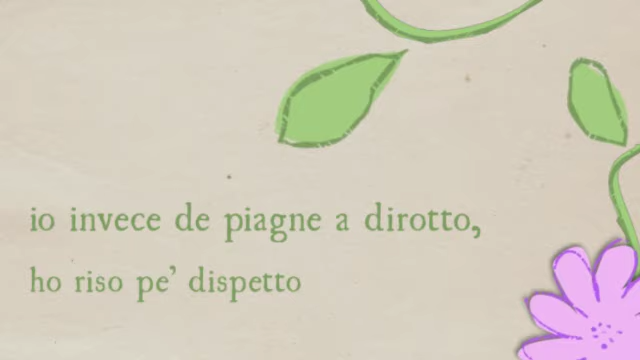 io invece de piagne a dirotto,
ho riso pe’ dispetto